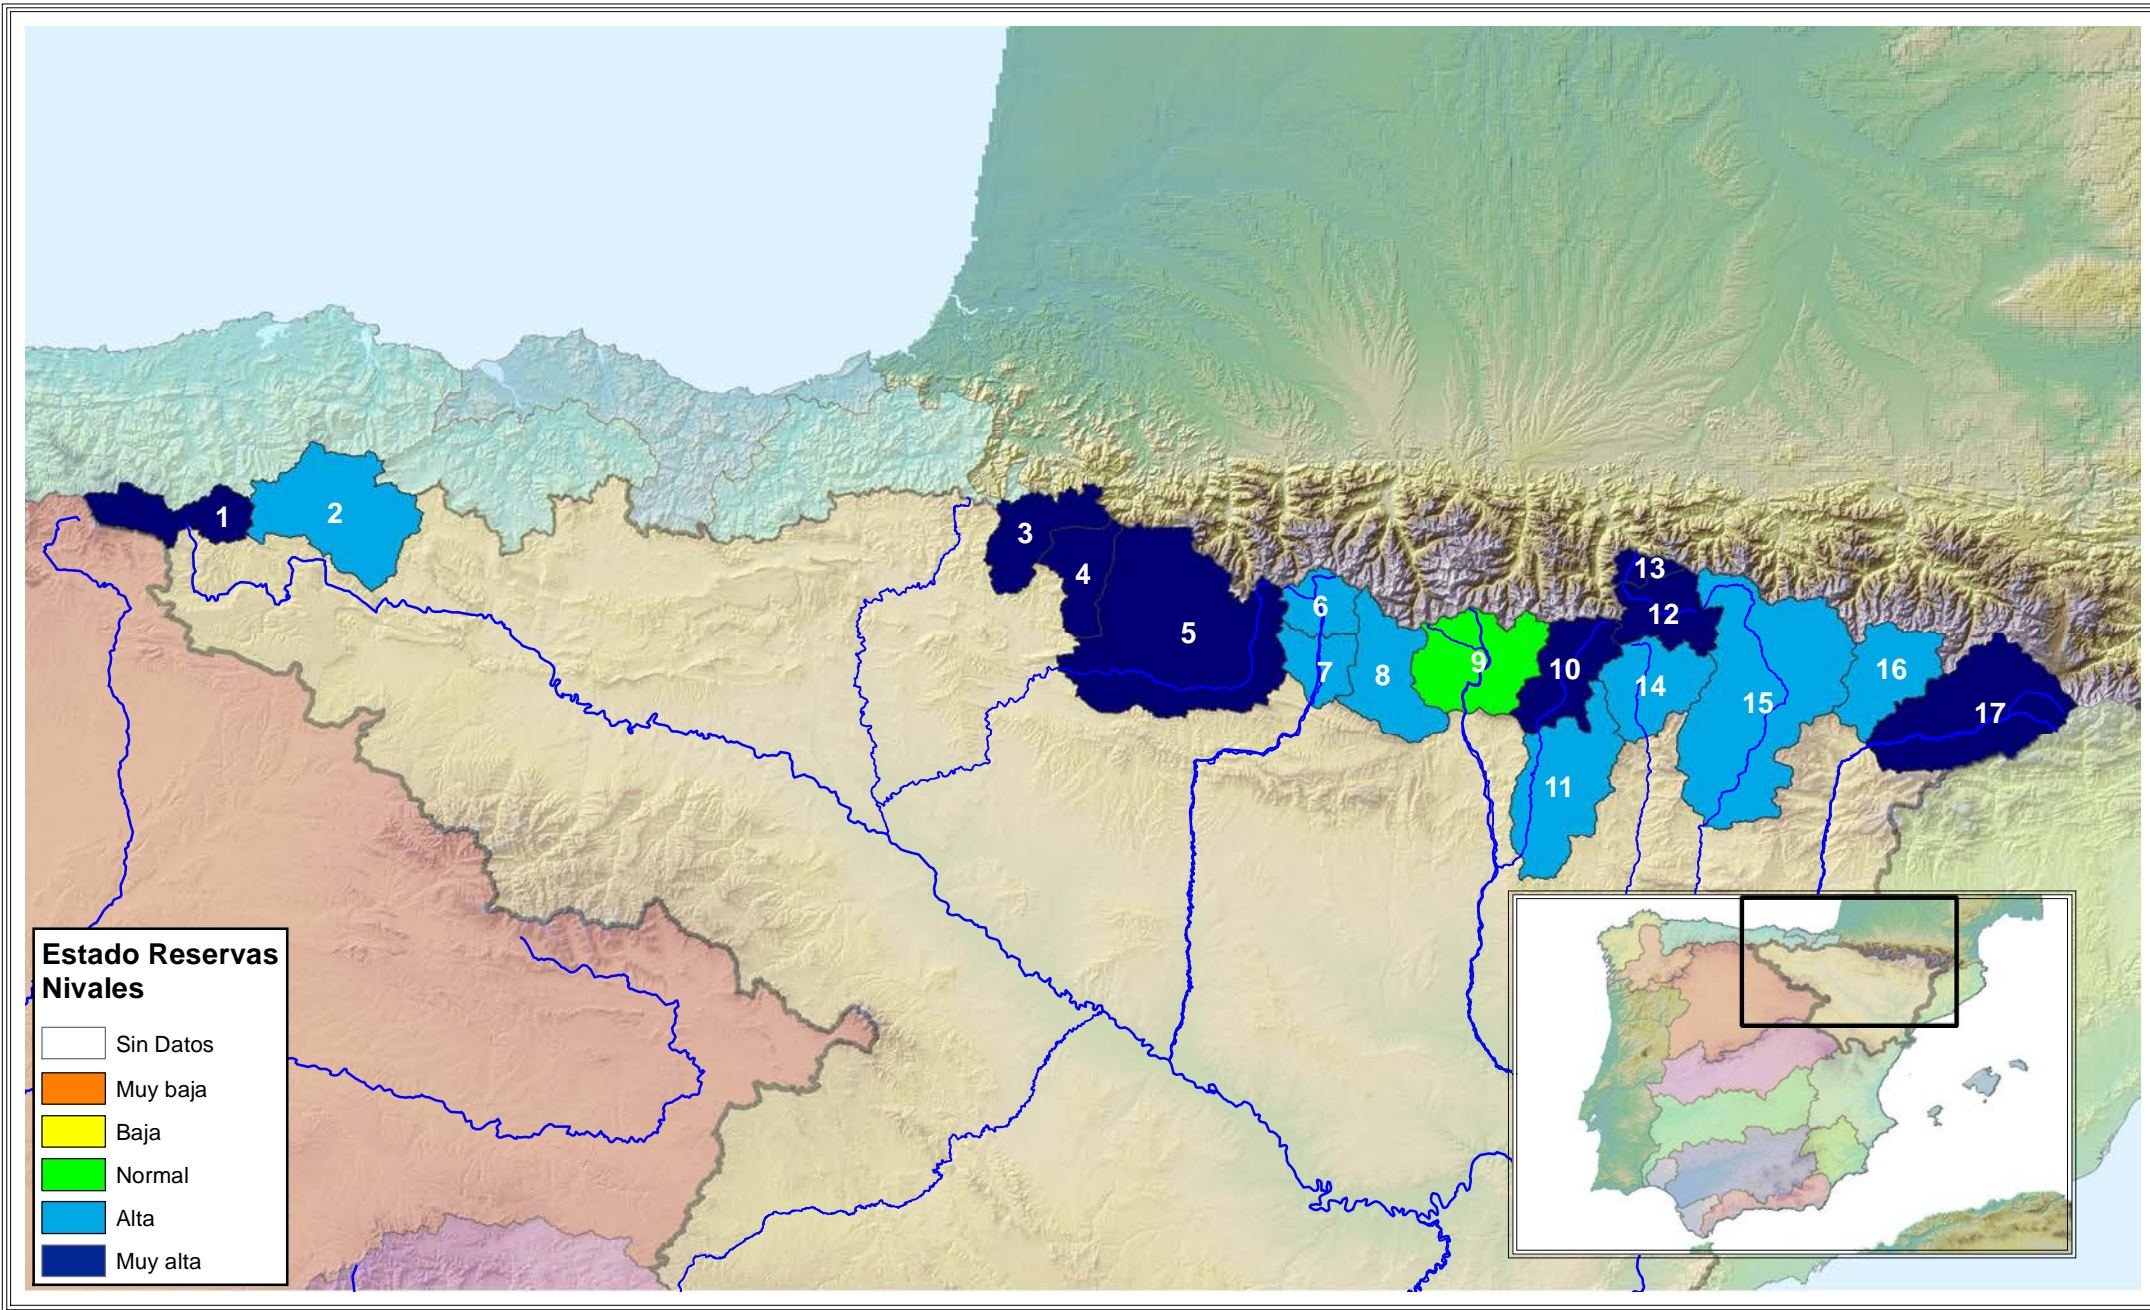 1
2
3
4
5
6
7
8
9
10
11
12
13
14
15
16
17
Estado Reservas
Nivales
Sin Datos
Muy baja
Baja
Normal
Alta
Muy alta